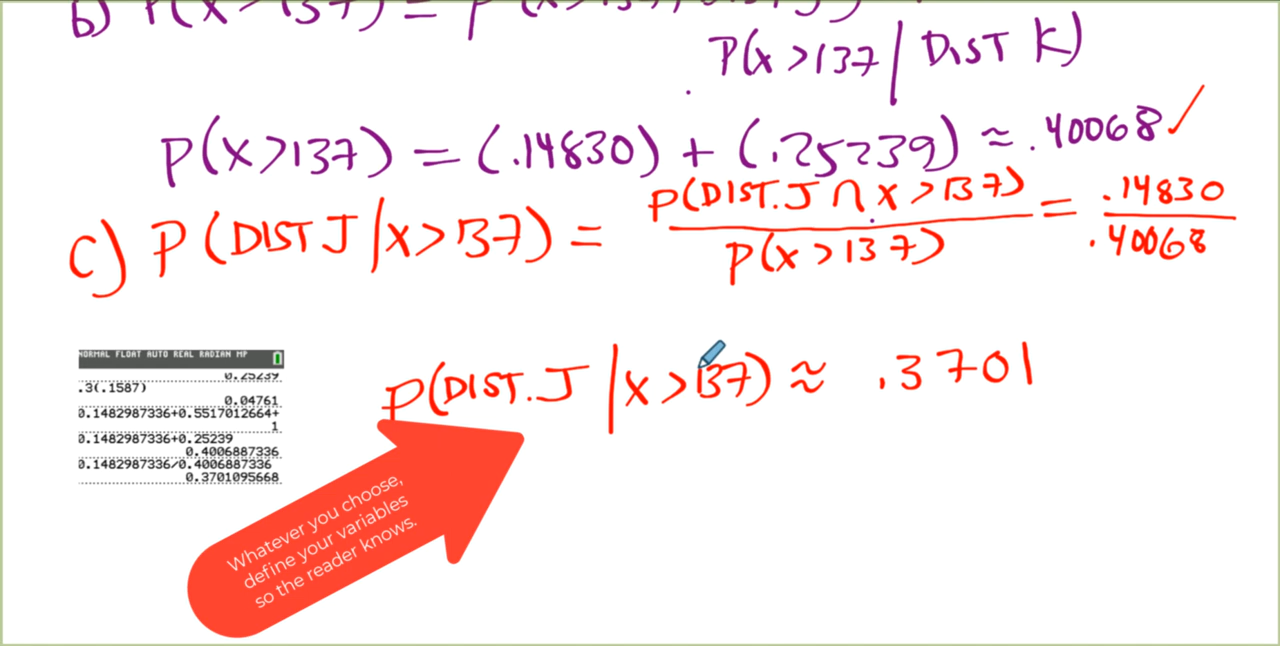 b) P(X>137) = P(X>137
P(X>137 | DIST K)
P(X>137) = (.14830) + (.25239) ≈ .40068 ✓
c) P(DIST J | X>137) = P(DIST. J ∩ X>137) / P(X>137) = .14830 / .40068
NORMAL FLOAT AUTO REAL RADIAN MP
0.25239
.3(.1587)
0.04761
0.1482987336+0.5517012664+
1
0.1482987336+0.25239
0.4006887336
0.1482987336/0.4006887336
0.3701095668
P(DIST. J | X>137) ≈ .3701
Whatever you choose,
define your variables
so the reader knows.